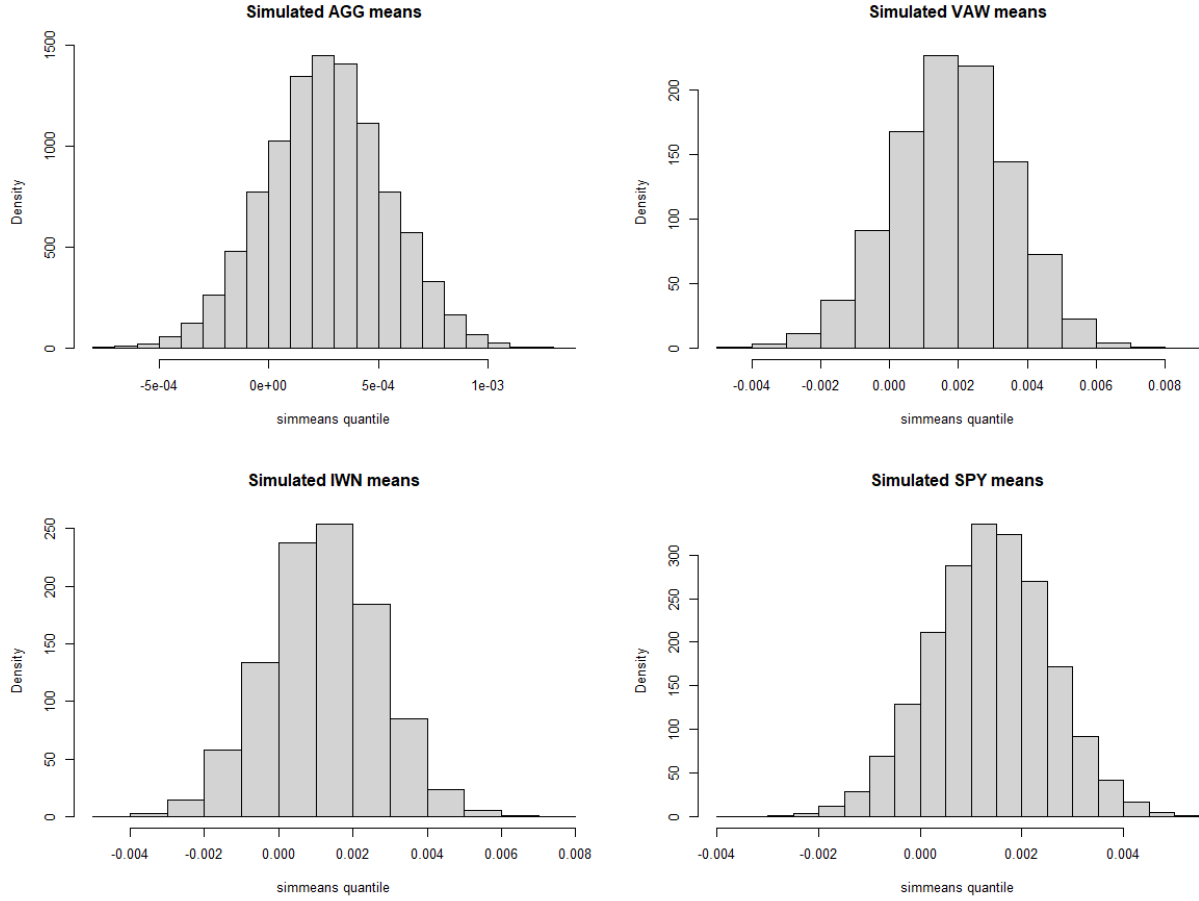 Simulated AGG means
Density
0
500
1000
1500
-5e-04 0e+00 5e-04 1e-03
simmeans quantile
Simulated VAW means
Density
0
50
100
150
200
-0.004 -0.002 0.000 0.002 0.004 0.006 0.008
simmeans quantile
Simulated IWN means
Density
0
50
100
150
200
250
-0.004 -0.002 0.000 0.002 0.004 0.006 0.008
simmeans quantile
Simulated SPY means
Density
0
50
100
150
200
250
300
-0.004 -0.002 0.000 0.002 0.004
simmeans quantile